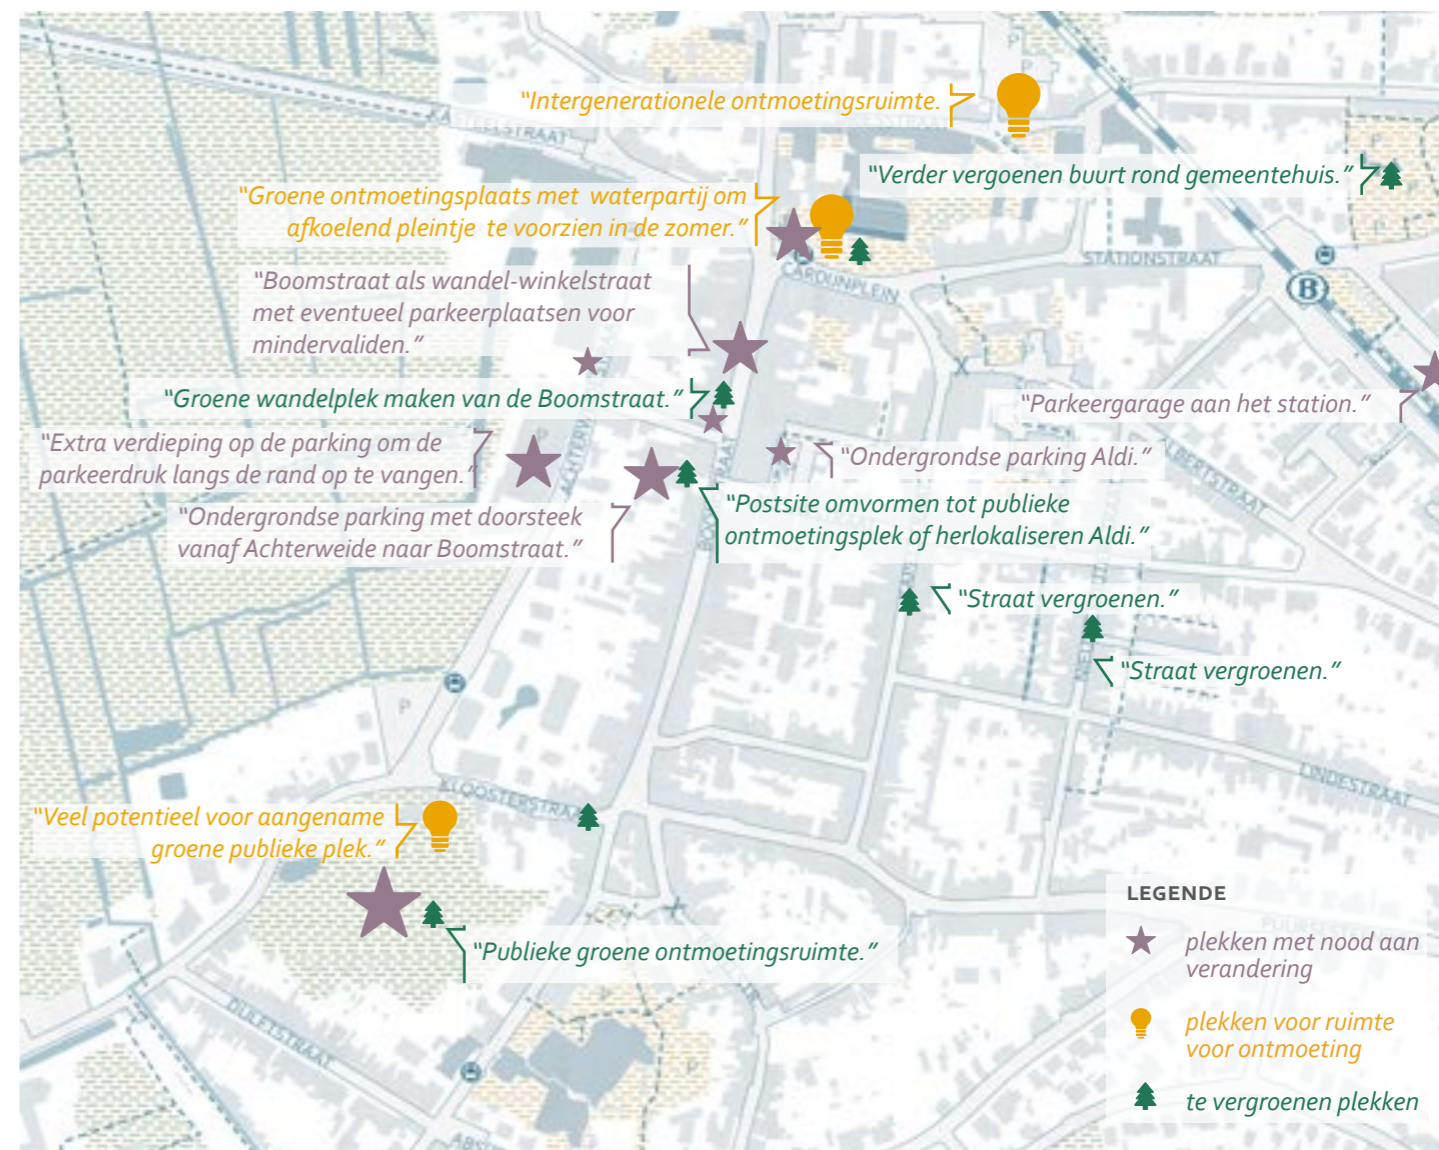 “Intergenerationele ontmoetingsruimte.
KASTEELSTRAAT
“Verder vergoenen buurt rond gemeentehuis.”
“Groene ontmoetingsplaats met waterpartij om
afkoelend pleintje te voorzien in de zomer.”
STATIONSTRAAT
CARDIJNPLEIN
B
“Boomstraat als wandel-winkelstraat
met eventueel parkeerplaatsen voor
mindervaliden.”
“Groene wandelplek maken van de Boomstraat.”
“Parkeergarage aan het station.”
“Extra verdieping op de parking om de
parkeerdruk langs de rand op te vangen.”
“Ondergrondse parking Aldi.”
“Ondergrondse parking met doorsteek
vanaf Achterweide naar Boomstraat.”
“Postsite omvormen tot publieke
ontmoetingsplek of herlokaliseren Aldi.”
“Straat vergroenen.”
“Straat vergroenen.”
P
KLOOSTERSTRAA
LINDESTRAAT
“Veel potentieel voor aangename
groene publieke plek.”
“Publieke groene ontmoetingsruimte.”
DULFTSTRAAT
LEGENDE
plekken met nood aan
verandering
plekken voor ruimte
voor ontmoeting
te vergroenen plekken